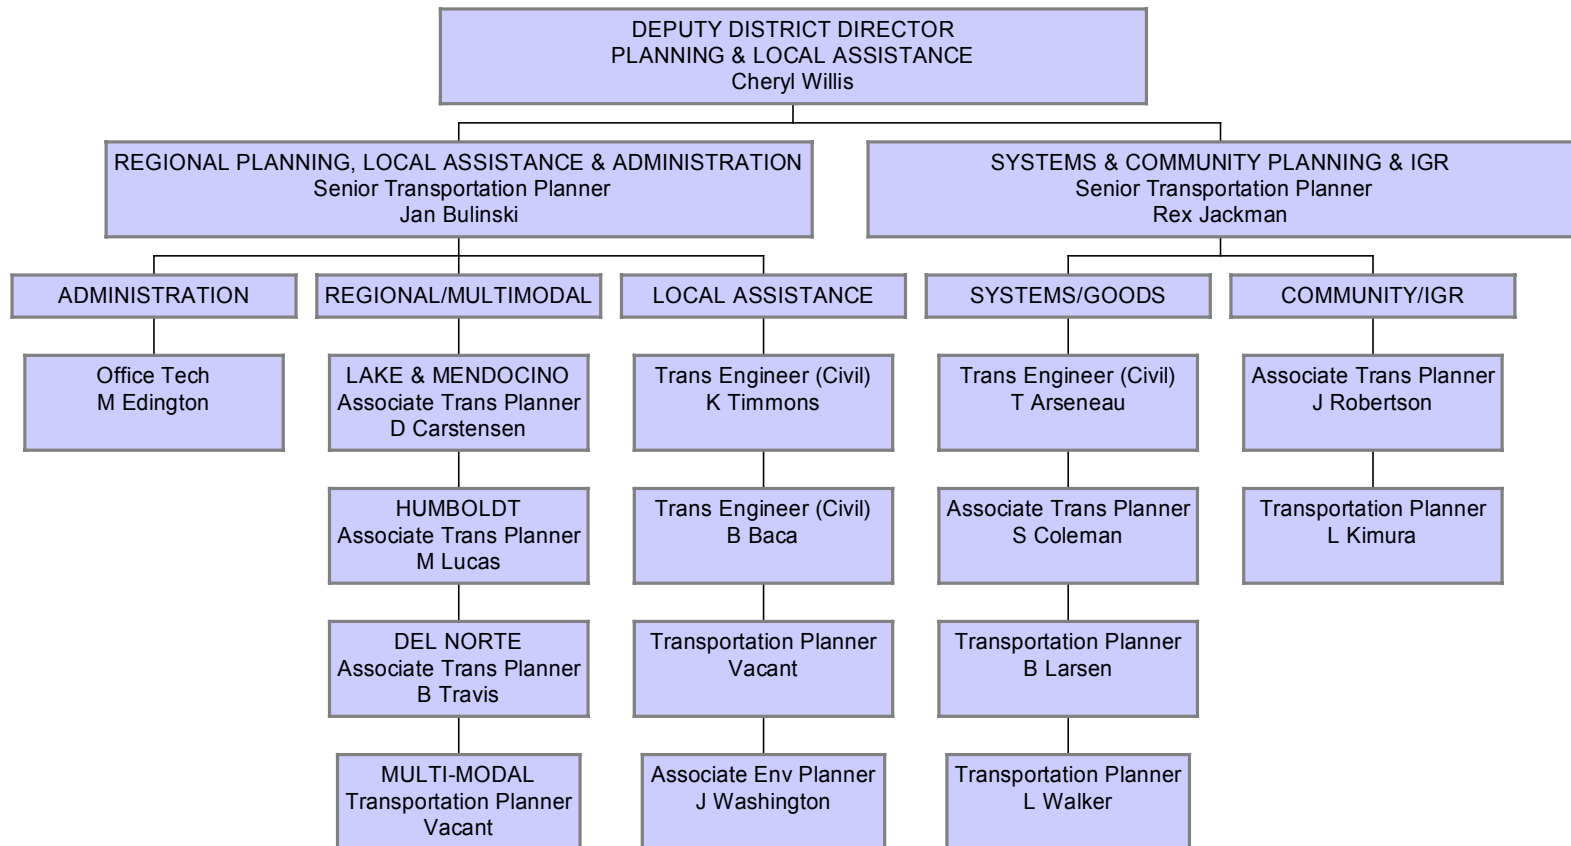 DEPUTY DISTRICT DIRECTOR
PLANNING & LOCAL ASSISTANCE
Cheryl Willis
REGIONAL PLANNING, LOCAL ASSISTANCE & ADMINISTRATION
Senior Transportation Planner
Jan Bulinski
SYSTEMS & COMMUNITY PLANNING & IGR
Senior Transportation Planner
Rex Jackman
ADMINISTRATION
Office Tech
M Edington
REGIONAL/MULTIMODAL
LAKE & MENDOCINO
Associate Trans Planner
D Carstensen
HUMBOLDT
Associate Trans Planner
M Lucas
DEL NORTE
Associate Trans Planner
B Travis
MULTI-MODAL
Transportation Planner
Vacant
LOCAL ASSISTANCE
Trans Engineer (Civil)
K Timmons
Trans Engineer (Civil)
B Baca
Transportation Planner
Vacant
Associate Env Planner
J Washington
SYSTEMS/GOODS
Trans Engineer (Civil)
T Arseneau
Associate Trans Planner
S Coleman
Transportation Planner
B Larsen
Transportation Planner
L Walker
COMMUNITY/IGR
Associate Trans Planner
J Robertson
Transportation Planner
L Kimura